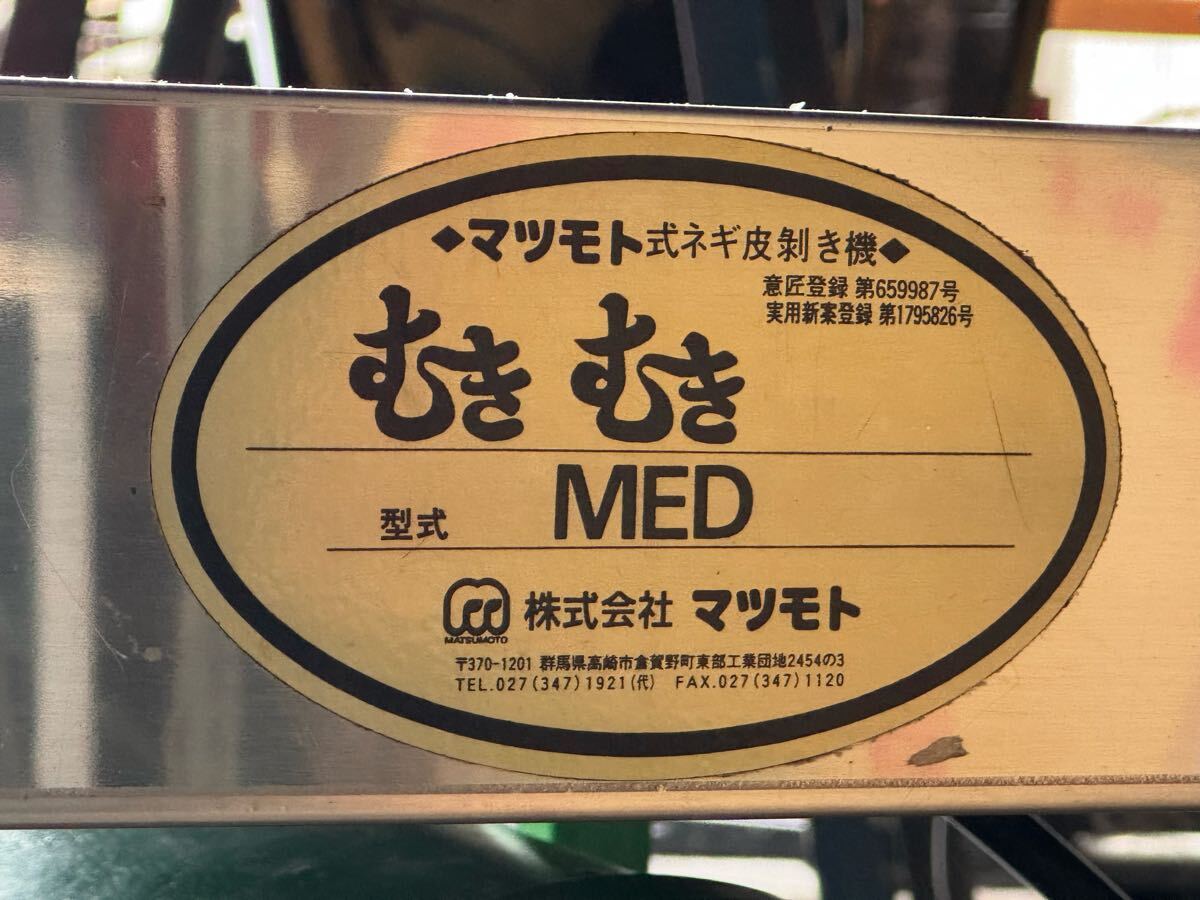 ◆マツモト式ネギ皮剝き機◆
意匠登録 第659987号
実用新案登録 第1795826号
むき むき
型式 MED
MATSUMOTO
株式会社 マツモト
〒370-1201 群馬県高崎市倉賀野町東部工業団地2454の3
TEL.027(347)1921(代) FAX.027(347)1120